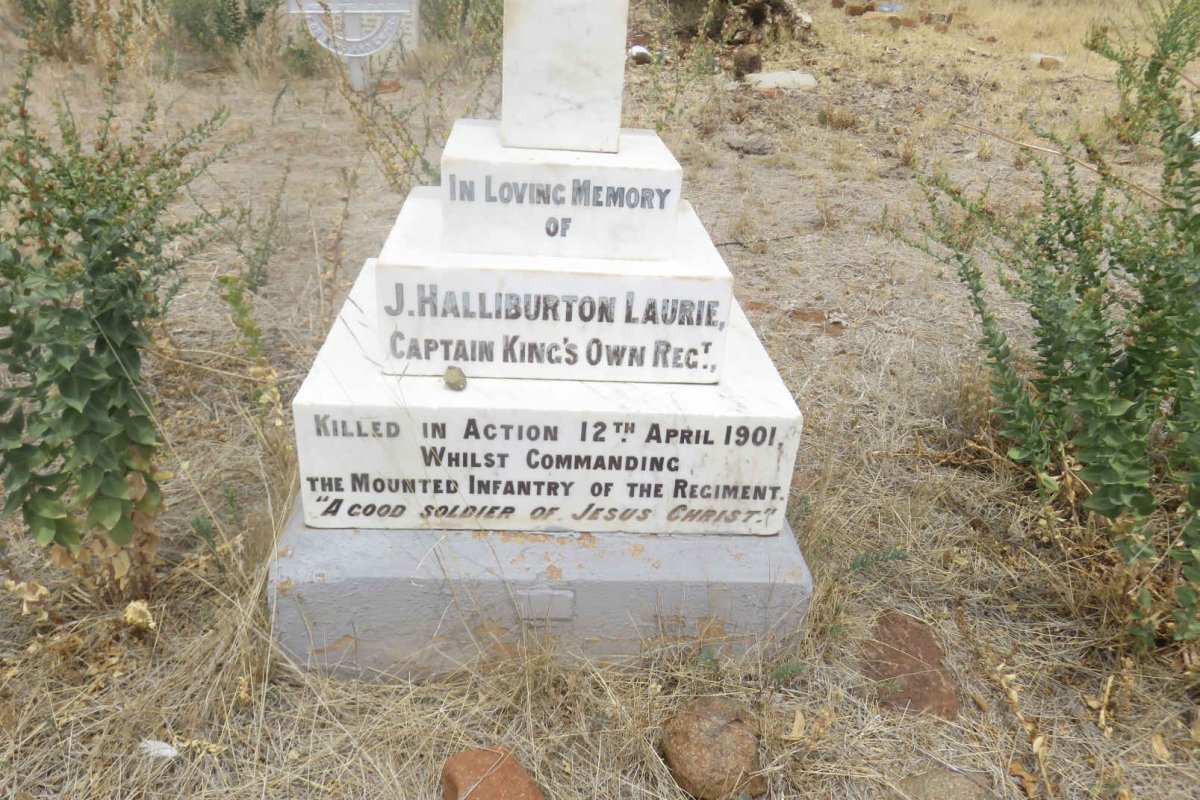 IN LOVING MEMORY
OF
J. HALLIBURTON LAURIE,
CAPTAIN KING'S OWN REGT.,
KILLED IN ACTION 12TH. APRIL 1901,
WHILST COMMANDING
THE MOUNTED INFANTRY OF THE REGIMENT.
"A GOOD SOLDIER OF JESUS CHRIST."